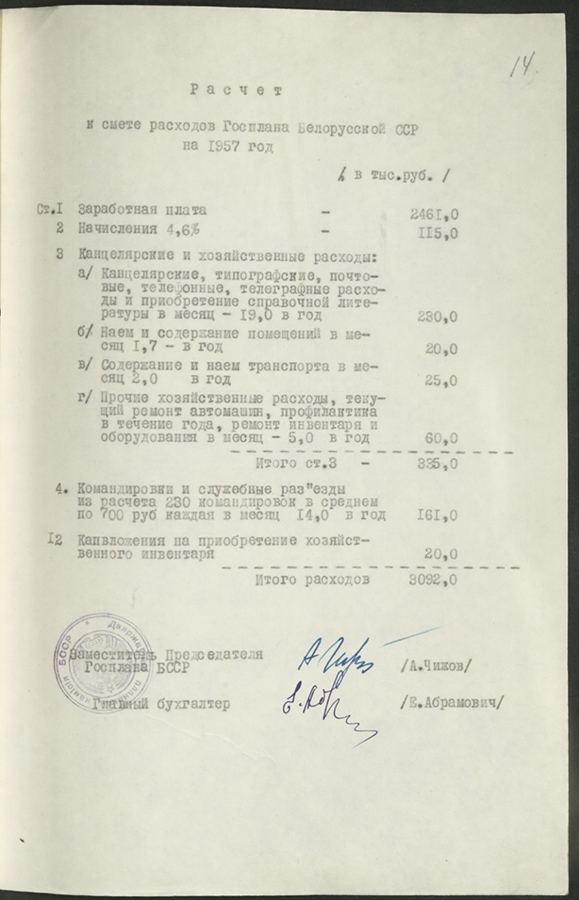 14
Расчет
к смете расходов Госплана Белорусской ССР
на 1957 год
/ в тыс.руб. /
Ст.1 Заработная плата - 2461,0
2 Начисления 4,6% - 115,0
3 Канцелярские и хозяйственные расходы:
а/ Канцелярские, типографские, почто-
вые, телефонные, телеграфные расхо-
ды и приобретение справочной лите-
ратуры в месяц - 19,0 в год 230,0
б/ Наем и содержание помещений в ме-
сяц 1,7 - в год 20,0
в/ Содержание и наем транспорта в ме-
сяц 2,0 в год 25,0
г/ Прочие хозяйственные расходы, теку-
щий ремонт автомашин, профилактика
в течение года, ремонт инвентаря и
оборудования в месяц - 5,0 в год 60,0
Итого ст.3 - 335,0
4. Командировки и служебные раз"езды
из расчета 230 командировок в среднем
по 700 руб каждая в месяц 14,0 в год 161,0
12 Капвложения на приобретение хозяйст-
венного инвентаря 20,0
Итого расходов 3092,0
Заместитель Председателя
Госплана БССР /А.Чижов/
Главный бухгалтер /Е.Абрамович/
БССР